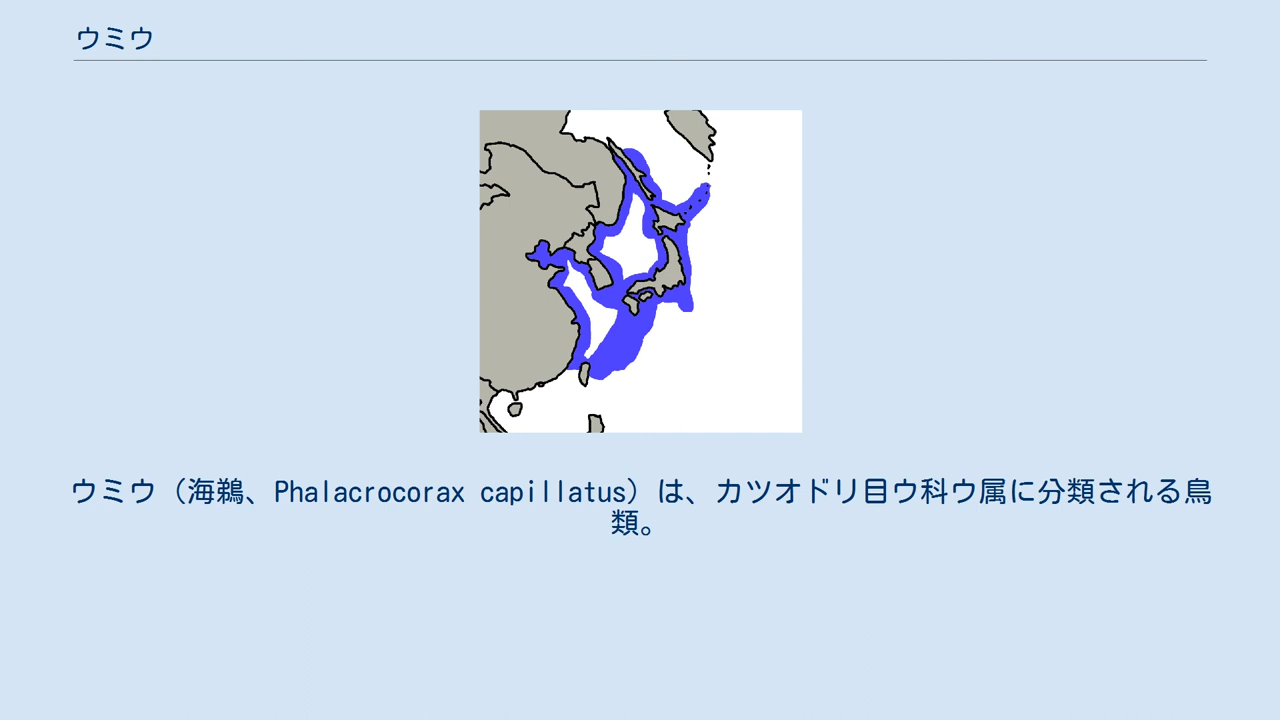 ウミウ
ウミウ（海鵜、Phalacrocorax capillatus）は、カツオドリ目ウ科ウ属に分類される鳥
類。